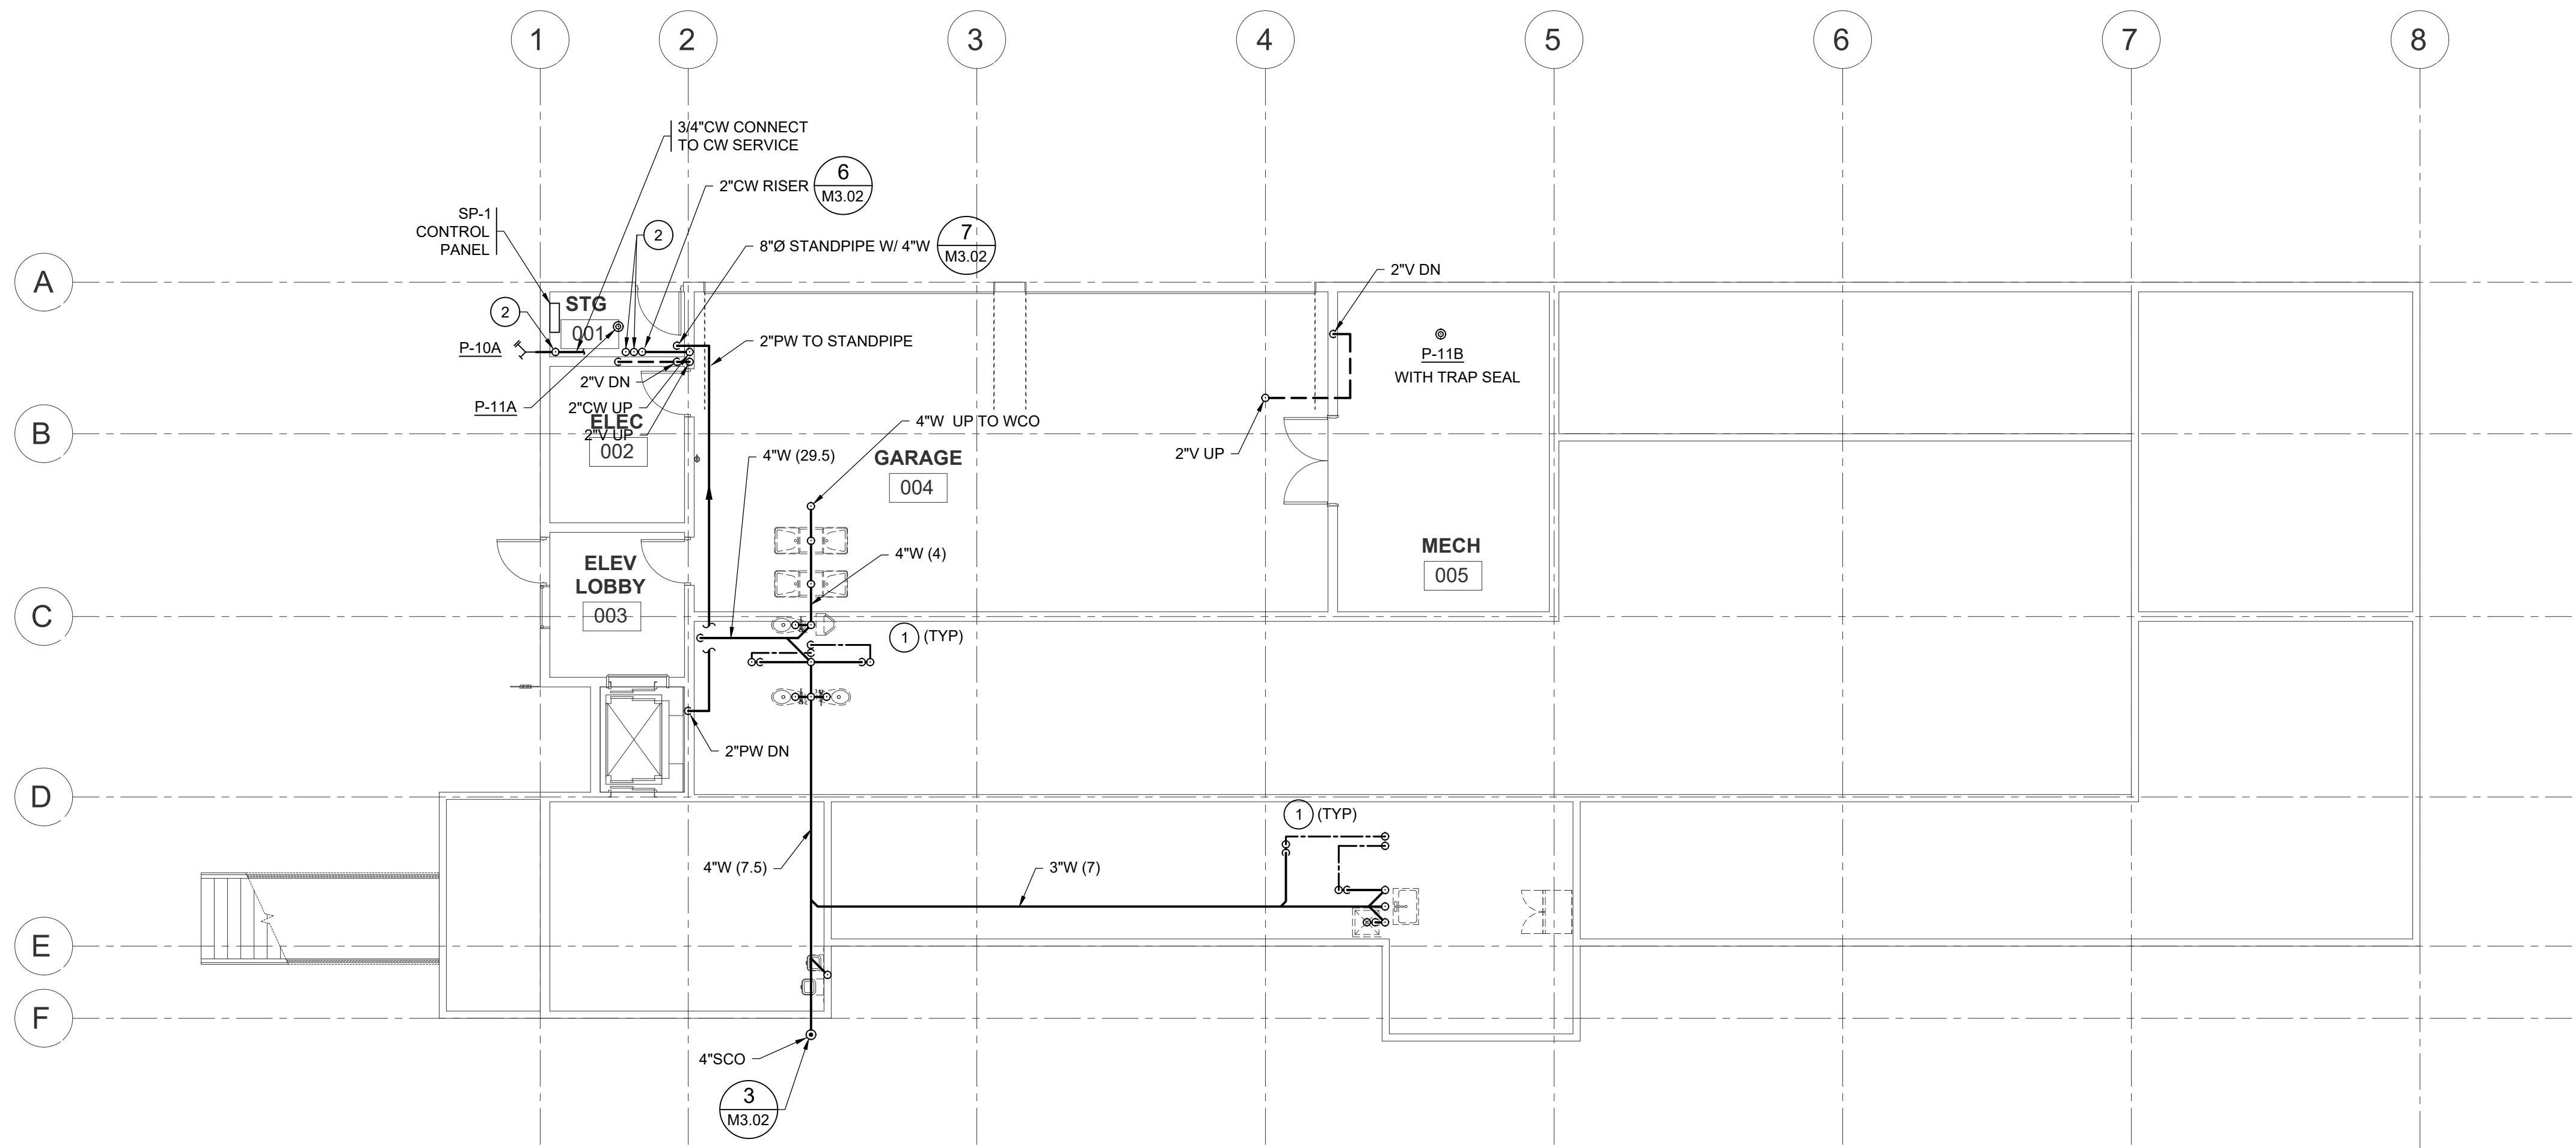 1
2
3
4
5
6
7
8
3/4"CW CONNECT
TO CW SERVICE
2"CW RISER
6
M3.02
SP-1
CONTROL
PANEL
2
8"Ø STANDPIPE W/ 4"W
7
M3.02
A
2"V DN
STG
001
2
P-10A
2"PW TO STANDPIPE
P-11B
WITH TRAP SEAL
2"V DN
P-11A
2"CW UP
ELEC
2"V UP
002
4"W  UP TO WCO
B
4"W (29.5)
GARAGE
004
2"V UP
4"W (4)
MECH
005
ELEV
LOBBY
003
C
1
(TYP)
2"PW DN
D
1
(TYP)
4"W (7.5)
3"W (7)
E
F
4"SCO
3
M3.02